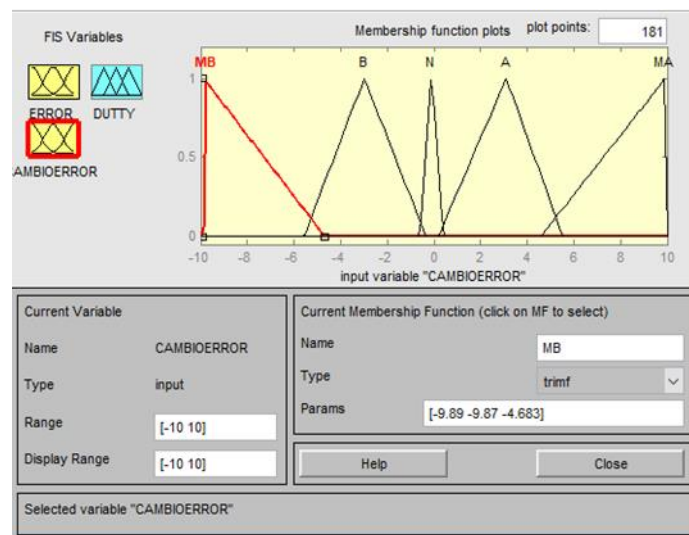 FIS Variables
Membership function plots
plot points:
181
MB
B
N
A
MA
ERROR
DUTTY
AMBIOERROR
1
0.5
0
-10
-8
-6
-4
-2
0
2
4
6
8
10
input variable "CAMBIOERROR"
Current Variable
Name
CAMBIOERROR
Type
input
Range
[-10 10]
Display Range
[-10 10]
Current Membership Function (click on MF to select)
Name
MB
Type
trimf
Params
[-9.89 -9.87 -4.683]
Help
Close
Selected variable "CAMBIOERROR"